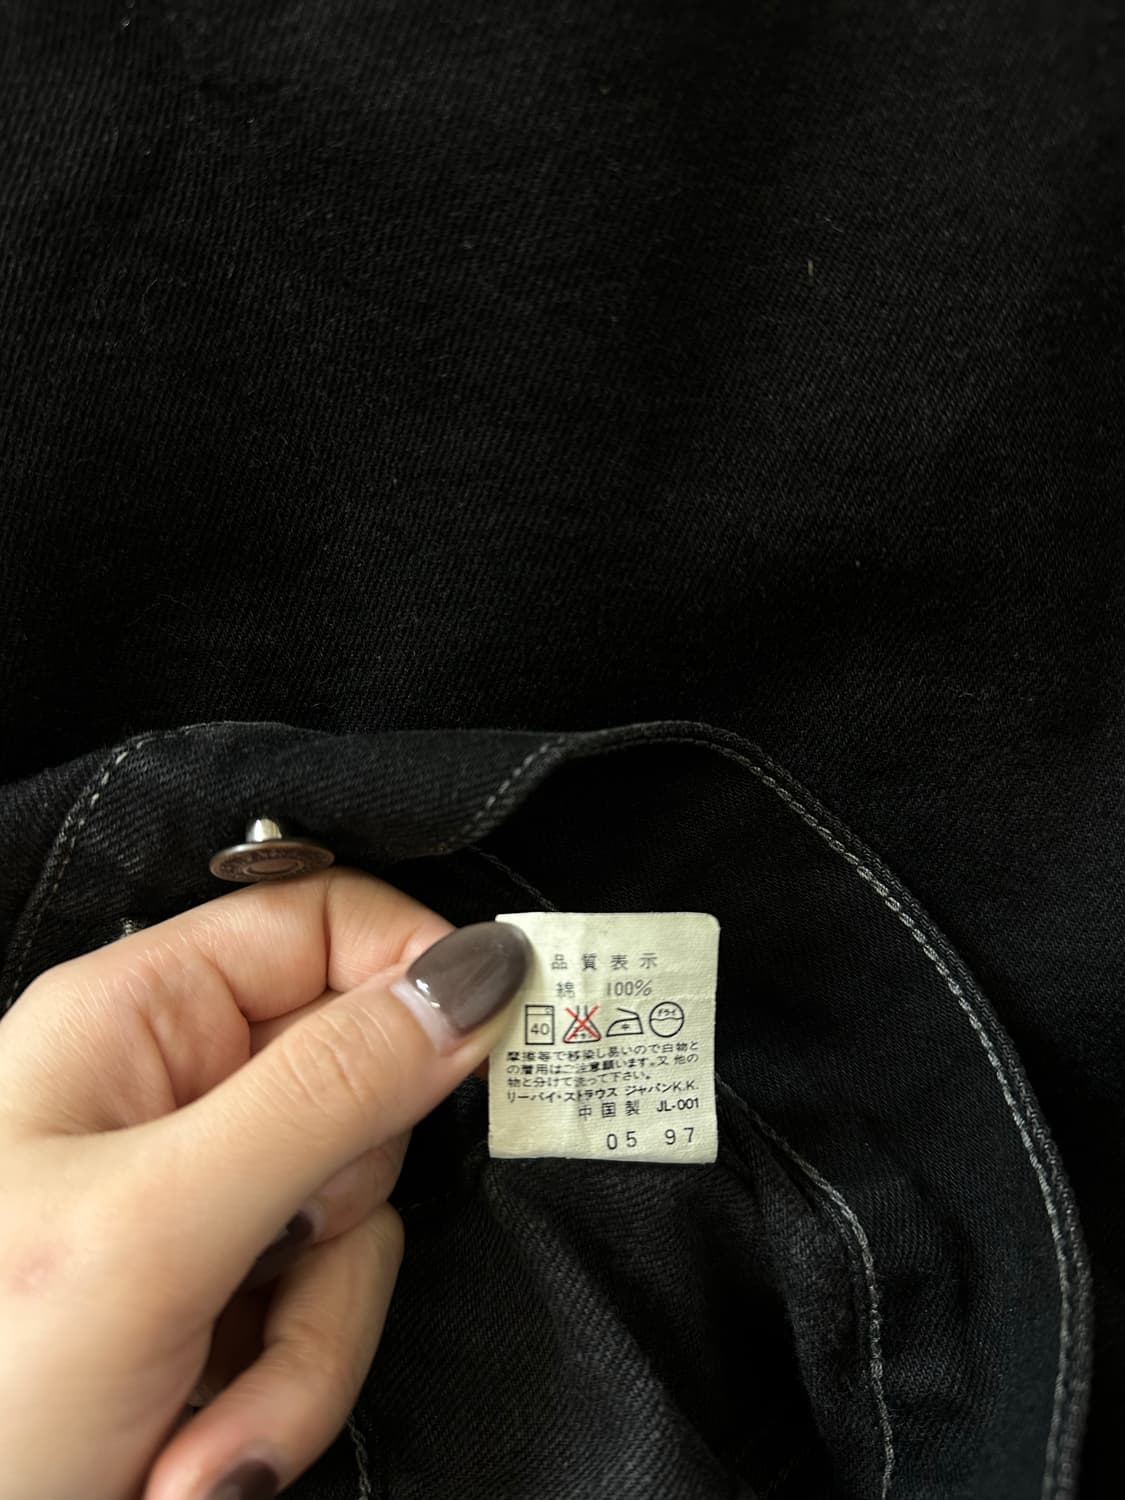 品質表示
綿 100%
40 ドライ
摩擦等で移染し易いので白物と
の着用はご注意願います。又他の
物と分けて洗って下さい。
リーバイ・ストラウス ジャパンK.K.
中国製 JL-001
05 97